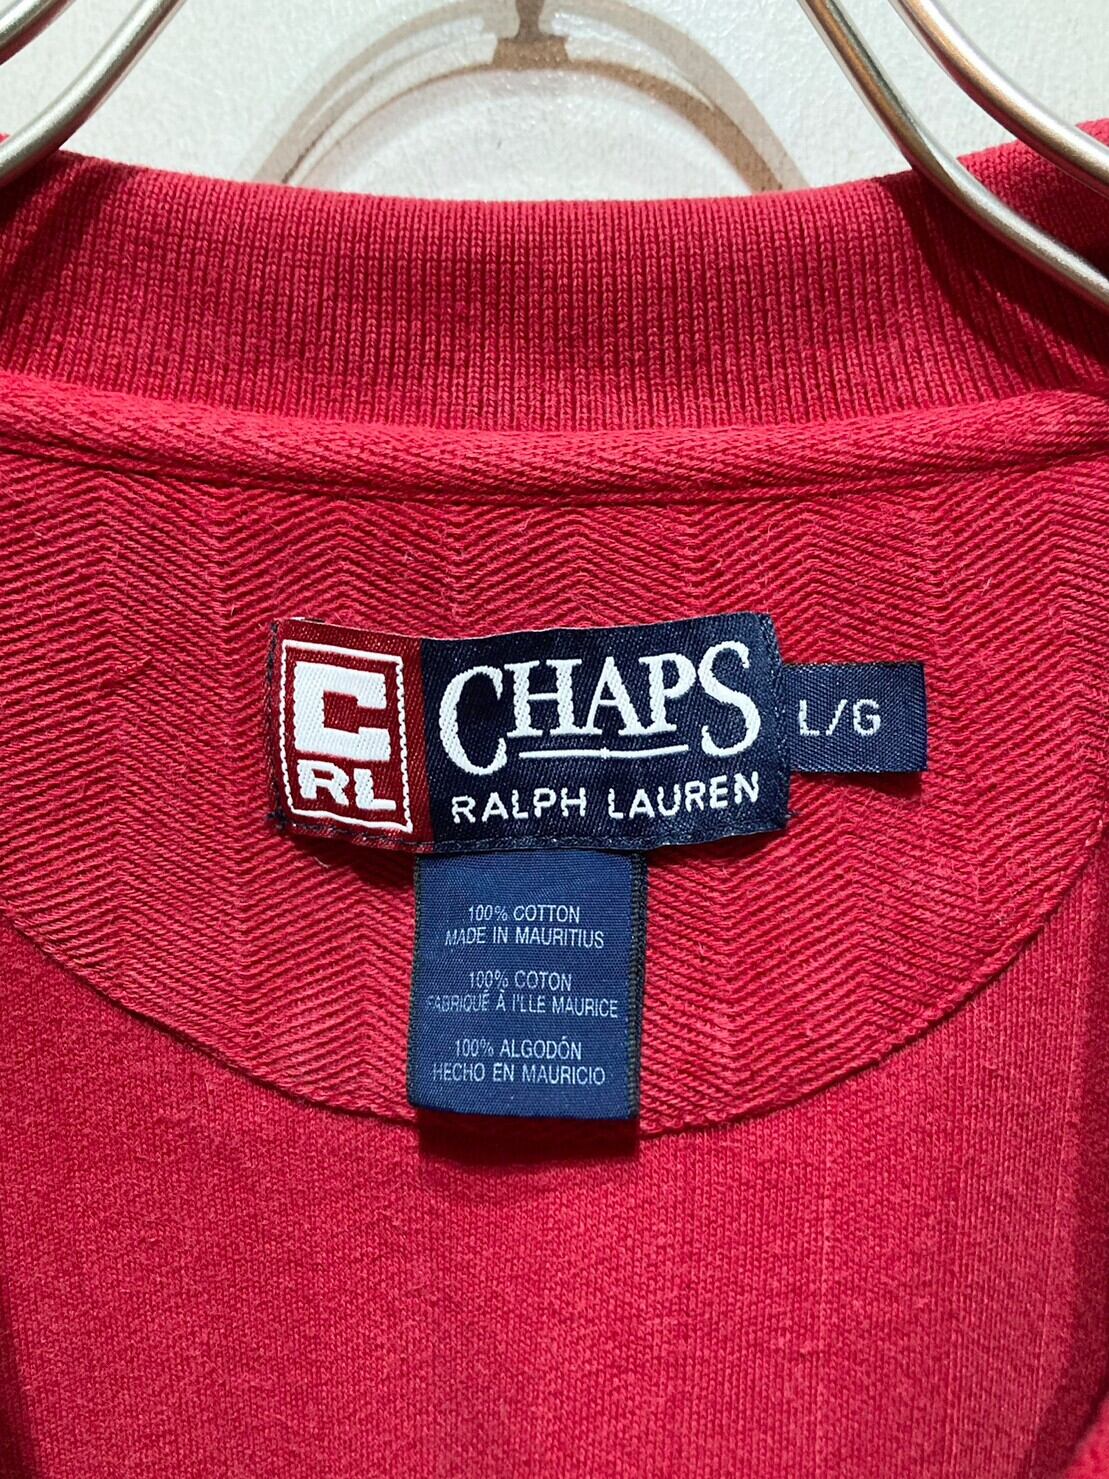 C
RL
CHAPS
RALPH LAUREN
L/G
100% COTTON
MADE IN MAURITIUS
100% COTON
FABRIQUÉ À I'LLE MAURICE
100% ALGODÓN
HECHO EN MAURICIO